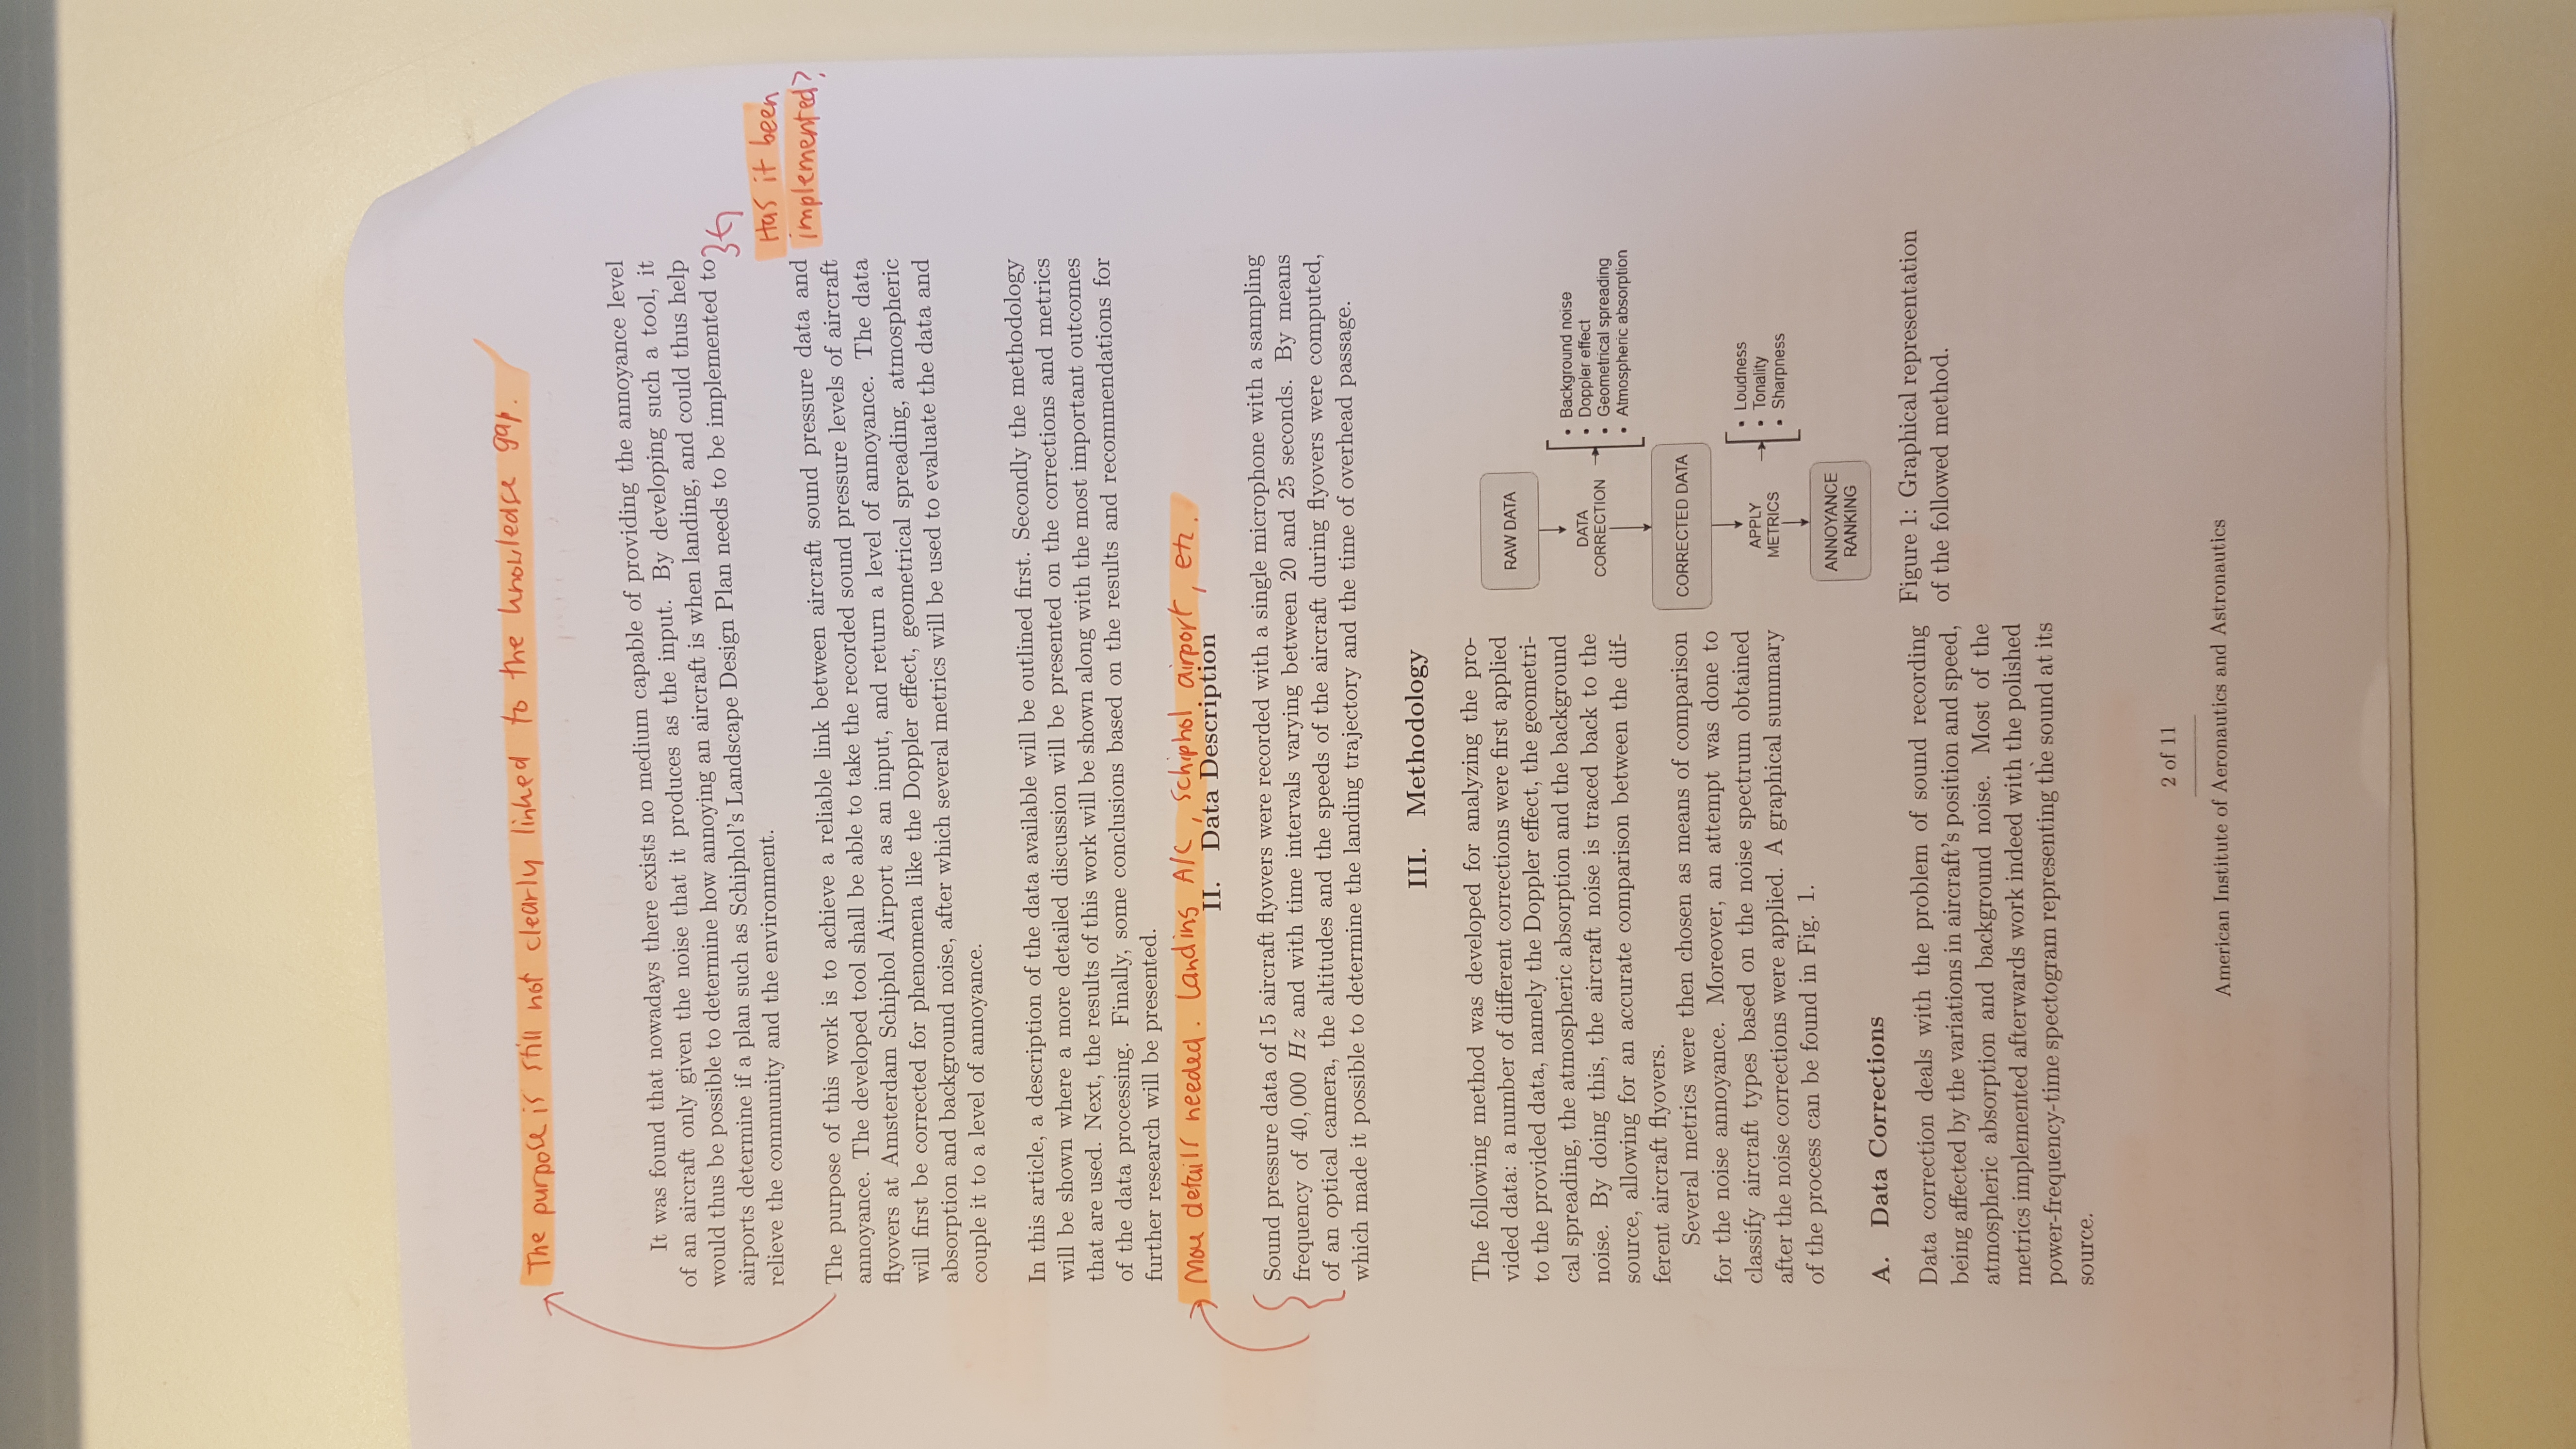 The purpose is still not clearly linked to the knowledge gap.
It was found that nowadays there exists no medium capable of providing the annoyance level
of an aircraft only given the noise that it produces as the input. By developing such a tool, it
would thus be possible to determine how annoying an aircraft is when landing, and could thus help
airports determine if a plan such as Schiphol's Landscape Design Plan needs to be implemented to
relieve the community and the environment.
Has it been
implemented?
The purpose of this work is to achieve a reliable link between aircraft sound pressure data and
annoyance. The developed tool shall be able to take the recorded sound pressure levels of aircraft
flyovers at Amsterdam Schiphol Airport as an input, and return a level of annoyance. The data
will first be corrected for phenomena like the Doppler effect, geometrical spreading, atmospheric
absorption and background noise, after which several metrics will be used to evaluate the data and
couple it to a level of annoyance.
In this article, a description of the data available will be outlined first. Secondly the methodology
will be shown where a more detailed discussion will be presented on the corrections and metrics
that are used. Next, the results of this work will be shown along with the most important outcomes
of the data processing. Finally, some conclusions based on the results and recommendations for
further research will be presented.
More details needed. Landing A/C, Schiphol airport, etc.
II. Data Description
Sound pressure data of 15 aircraft flyovers were recorded with a single microphone with a sampling
frequency of 40,000 Hz and with time intervals varying between 20 and 25 seconds. By means
of an optical camera, the altitudes and the speeds of the aircraft during flyovers were computed,
which made it possible to determine the landing trajectory and the time of overhead passage.
III. Methodology
The following method was developed for analyzing the pro-
vided data: a number of different corrections were first applied
to the provided data, namely the Doppler effect, the geometri-
cal spreading, the atmospheric absorption and the background
noise. By doing this, the aircraft noise is traced back to the
source, allowing for an accurate comparison between the dif-
ferent aircraft flyovers.
Several metrics were then chosen as means of comparison
for the noise annoyance. Moreover, an attempt was done to
classify aircraft types based on the noise spectrum obtained
after the noise corrections were applied. A graphical summary
of the process can be found in Fig. 1.
A. Data Corrections
Data correction deals with the problem of sound recording
being affected by the variations in aircraft's position and speed,
atmospheric absorption and background noise. Most of the
metrics implemented afterwards work indeed with the polished
power-frequency-time spectogram representing the sound at its
source.
RAW DATA
DATA
CORRECTION
• Background noise
• Doppler effect
• Geometrical spreading
• Atmospheric absorption
CORRECTED DATA
APPLY
METRICS
• Loudness
• Tonality
• Sharpness
ANNOYANCE
RANKING
Figure 1: Graphical representation
of the followed method.
2 of 11
American Institute of Aeronautics and Astronautics